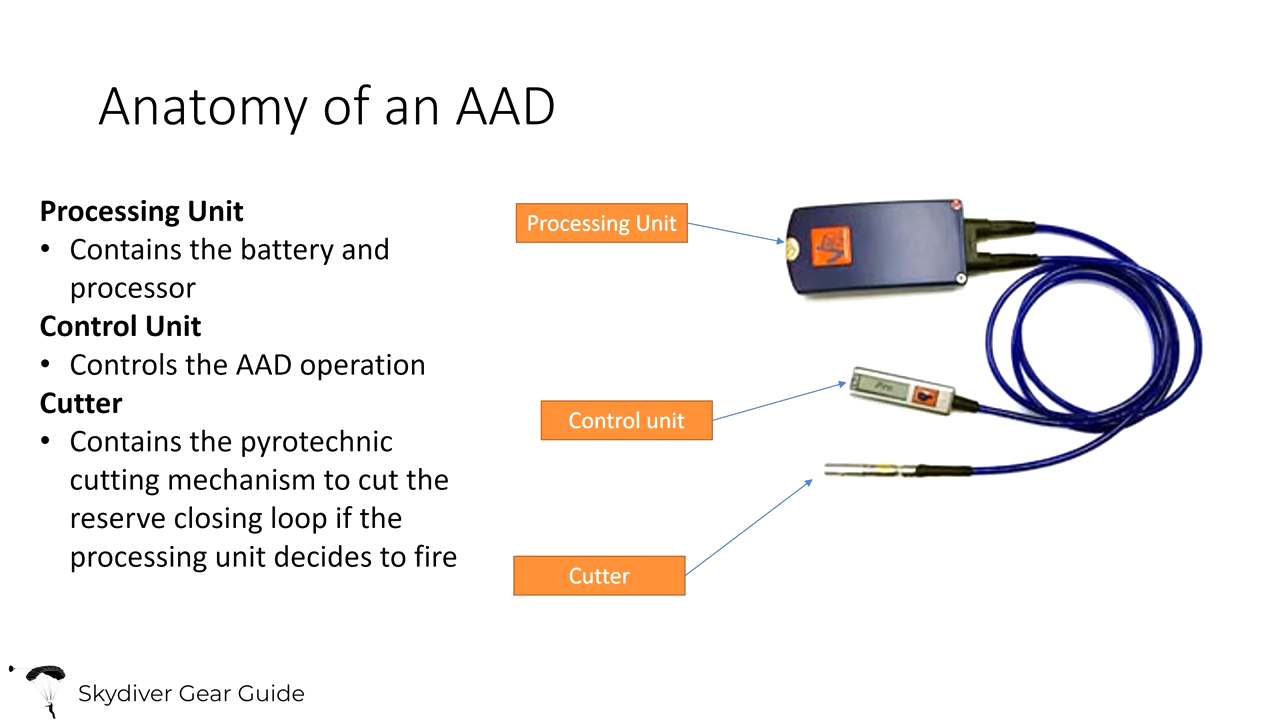 Anatomy of an AAD
Processing Unit
• Contains the battery and
processor
Control Unit
• Controls the AAD operation
Cutter
• Contains the pyrotechnic
cutting mechanism to cut the
reserve closing loop if the
processing unit decides to fire
Processing Unit
Control unit
Cutter
Skydiver Gear Guide